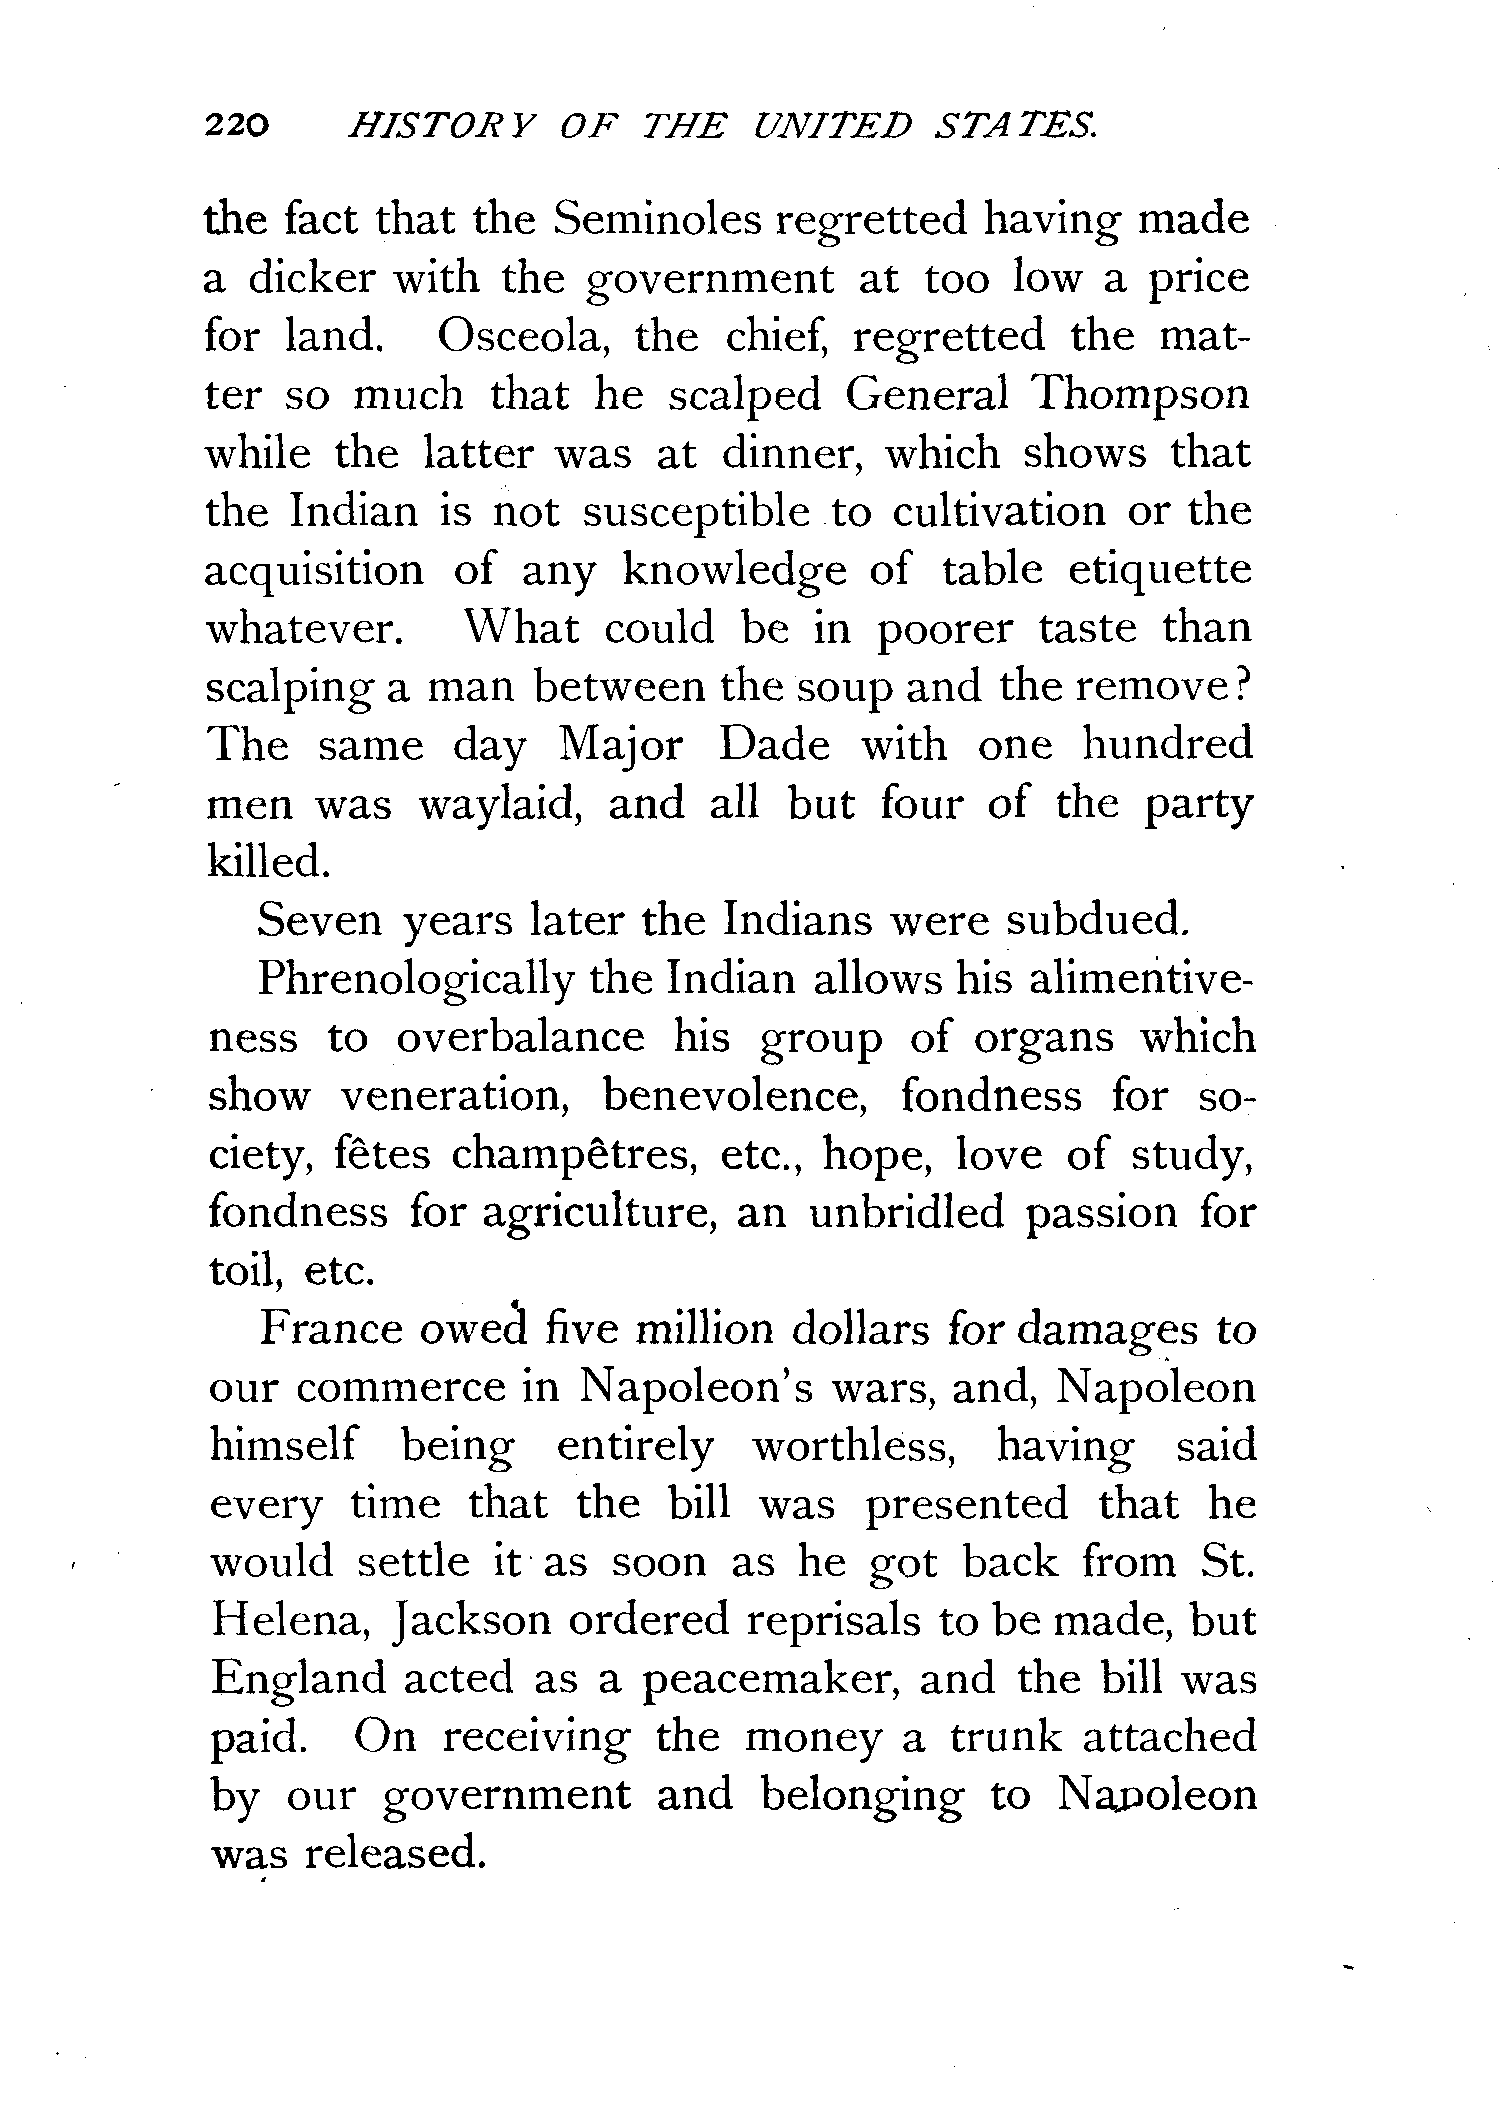 220 HISTORY OF THE UNITED STATES.
the fact that the Seminoles regretted having made
a dicker with the government at too low a price
for land. Osceola, the chief, regretted the mat-
ter so much that he scalped General Thompson
while the latter was at dinner, which shows that
the Indian is not susceptible to cultivation or the
acquisition of any knowledge of table etiquette
whatever. What could be in poorer taste than
scalping a man between the soup and the remove?
The same day Major Dade with one hundred
men was waylaid, and all but four of the party
killed.
Seven years later the Indians were subdued.
Phrenologically the Indian allows his alimentive-
ness to overbalance his group of organs which
show veneration, benevolence, fondness for so-
ciety, fêtes champêtres, etc., hope, love of study,
fondness for agriculture, an unbridled passion for
toil, etc.
France owed five million dollars for damages to
our commerce in Napoleon's wars, and, Napoleon
himself being entirely worthless, having said
every time that the bill was presented that he
would settle it as soon as he got back from St.
Helena, Jackson ordered reprisals to be made, but
England acted as a peacemaker, and the bill was
paid. On receiving the money a trunk attached
by our government and belonging to Napoleon
was released.